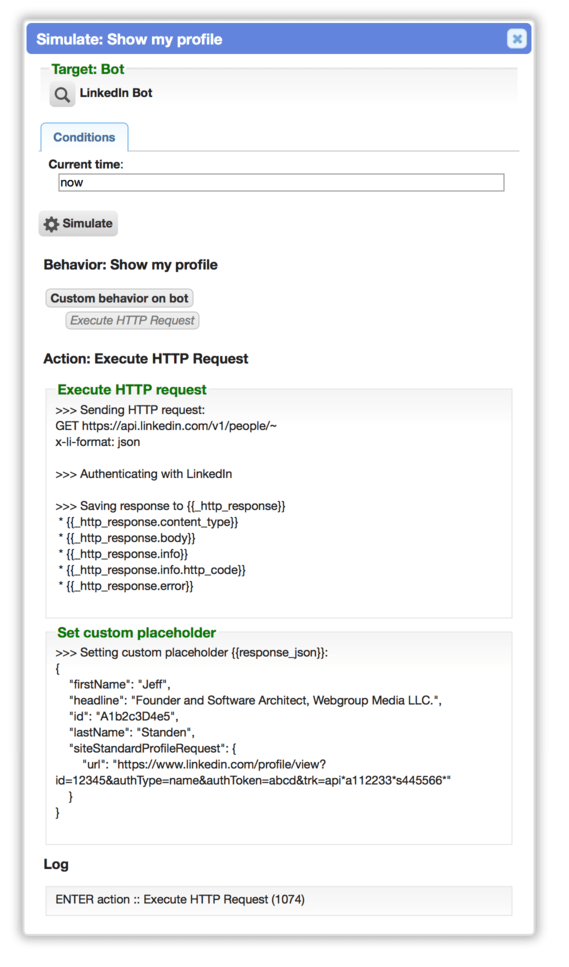 Simulate: Show my profile
Target: Bot
LinkedIn Bot
Conditions
Current time:
now
Simulate
Behavior: Show my profile
Custom behavior on bot
Execute HTTP Request
Action: Execute HTTP Request
Execute HTTP request
>>> Sending HTTP request:
GET https://api.linkedin.com/v1/people/~
x-li-format: json
>>> Authenticating with LinkedIn
>>> Saving response to {{_http_response}}
* {{_http_response.content_type}}
* {{_http_response.body}}
* {{_http_response.info}}
* {{_http_response.info.http_code}}
* {{_http_response.error}}
Set custom placeholder
>>> Setting custom placeholder {{response_json}}:
{
"firstName": "Jeff",
"headline": "Founder and Software Architect, Webgroup Media LLC.",
"id": "A1b2c3D4e5",
"lastName": "Standen",
"siteStandardProfileRequest": {
"url": "https://www.linkedin.com/profile/view?
id=12345&authType=name&authToken=abcd&trk=api*a112233*s445566*"
}
}
Log
ENTER action :: Execute HTTP Request (1074)